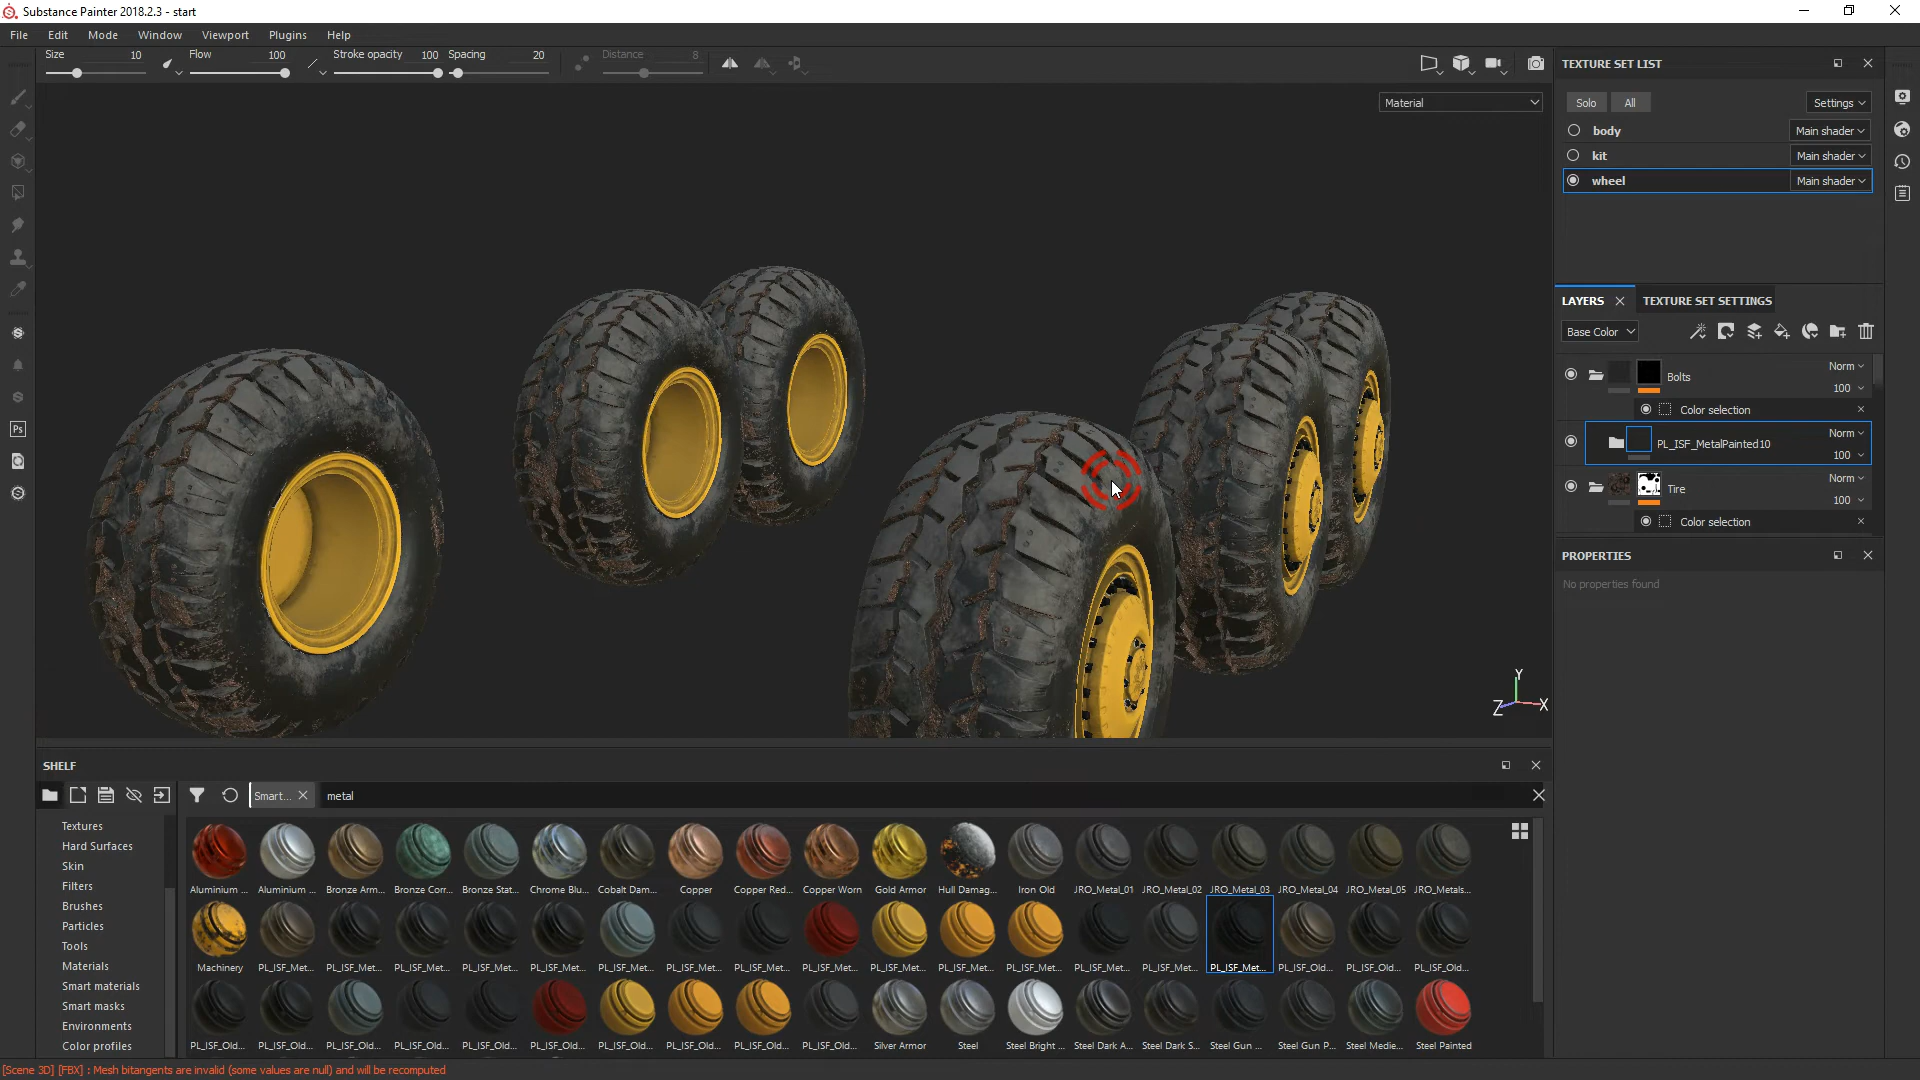 Substance Painter 2018.2.3 - start
File Edit Mode Window Viewport Plugins Help
Size 10 Flow 100 Stroke opacity 100 Spacing 20 Distance 8
Material
Y
Z X
TEXTURE SET LIST
Solo All Settings
body Main shader
kit Main shader
wheel Main shader
LAYERS TEXTURE SET SETTINGS
Base Color
Bolts Norm
100
Color selection
PL_ISF_MetalPainted10 Norm
100
Tire Norm
100
Color selection
PROPERTIES
No properties found
SHELF
Smart... metal
Textures
Hard Surfaces
Skin
Filters
Brushes
Particles
Tools
Materials
Smart materials
Smart masks
Environments
Color profiles
Aluminium ... Aluminium ... Bronze Arm... Bronze Corr... Bronze Stat... Chrome Blu... Cobalt Dam... Copper Copper Red... Copper Worn Gold Armor Hull Damag... Iron Old JRO_Metal_01 JRO_Metal_02 JRO_Metal_03 JRO_Metal_04 JRO_Metal_05 JRO_Metals...
Machinery PL_ISF_Met... PL_ISF_Met... PL_ISF_Met... PL_ISF_Met... PL_ISF_Met... PL_ISF_Met... PL_ISF_Met... PL_ISF_Met... PL_ISF_Met... PL_ISF_Met... PL_ISF_Met... PL_ISF_Met... PL_ISF_Met... PL_ISF_Met... PL_ISF_Met... PL_ISF_Old... PL_ISF_Old... PL_ISF_Old...
PL_ISF_Old... PL_ISF_Old... PL_ISF_Old... PL_ISF_Old... PL_ISF_Old... PL_ISF_Old... PL_ISF_Old... PL_ISF_Old... PL_ISF_Old... PL_ISF_Old... Silver Armor Steel Steel Bright ... Steel Dark A... Steel Dark S... Steel Gun ... Steel Gun P... Steel Medie... Steel Painted
[Scene 3D] [FBX] : Mesh bitangents are invalid (some values are null) and will be recomputed
Ps